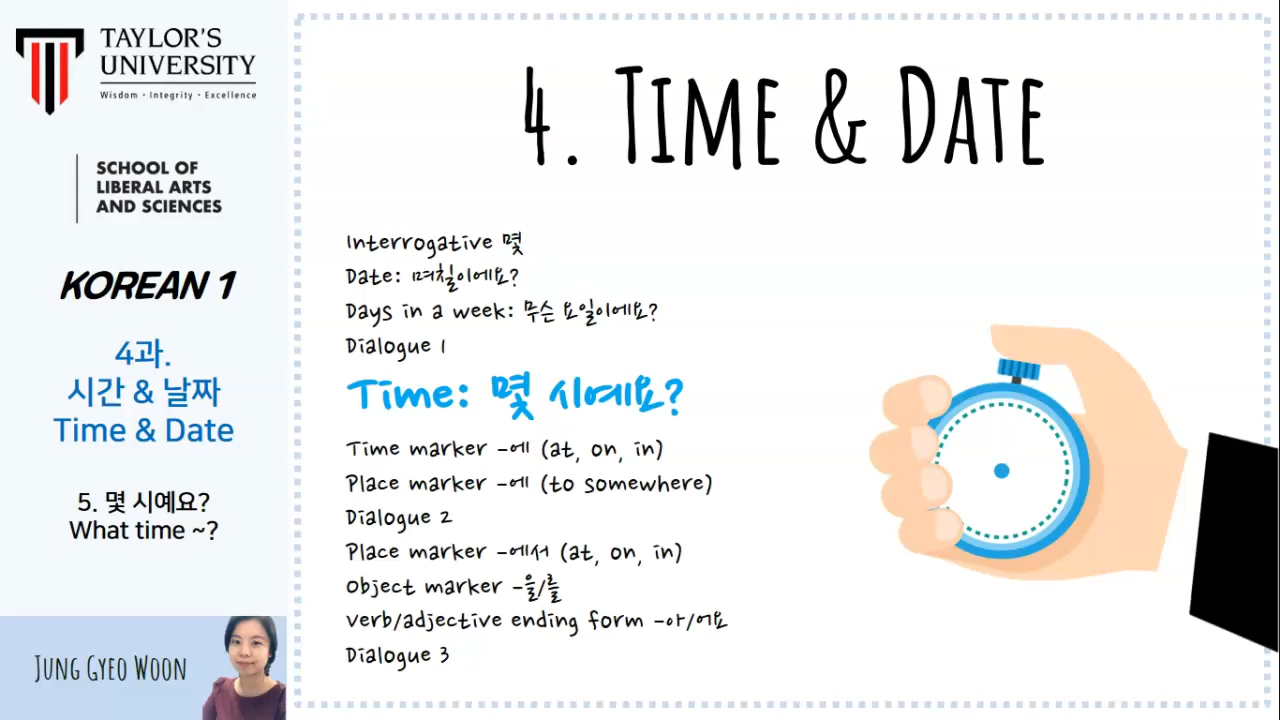 TAYLOR'S
UNIVERSITY
Wisdom · Integrity · Excellence
SCHOOL OF
LIBERAL ARTS
AND SCIENCES
KOREAN 1
4과.
시간 & 날짜
Time & Date
5. 몇 시예요?
What time ~?
JUNG GYEO WOON
4. TIME & DATE
Interrogative 몇
Date: 며칠이에요?
Days in a week: 무슨 요일이에요?
Dialogue 1
Time: 몇 시예요?
Time marker -에 (at, on, in)
Place marker -에 (to somewhere)
Dialogue 2
Place marker -에서 (at, on, in)
Object marker -을/를
verb/adjective ending form -아/어요
Dialogue 3